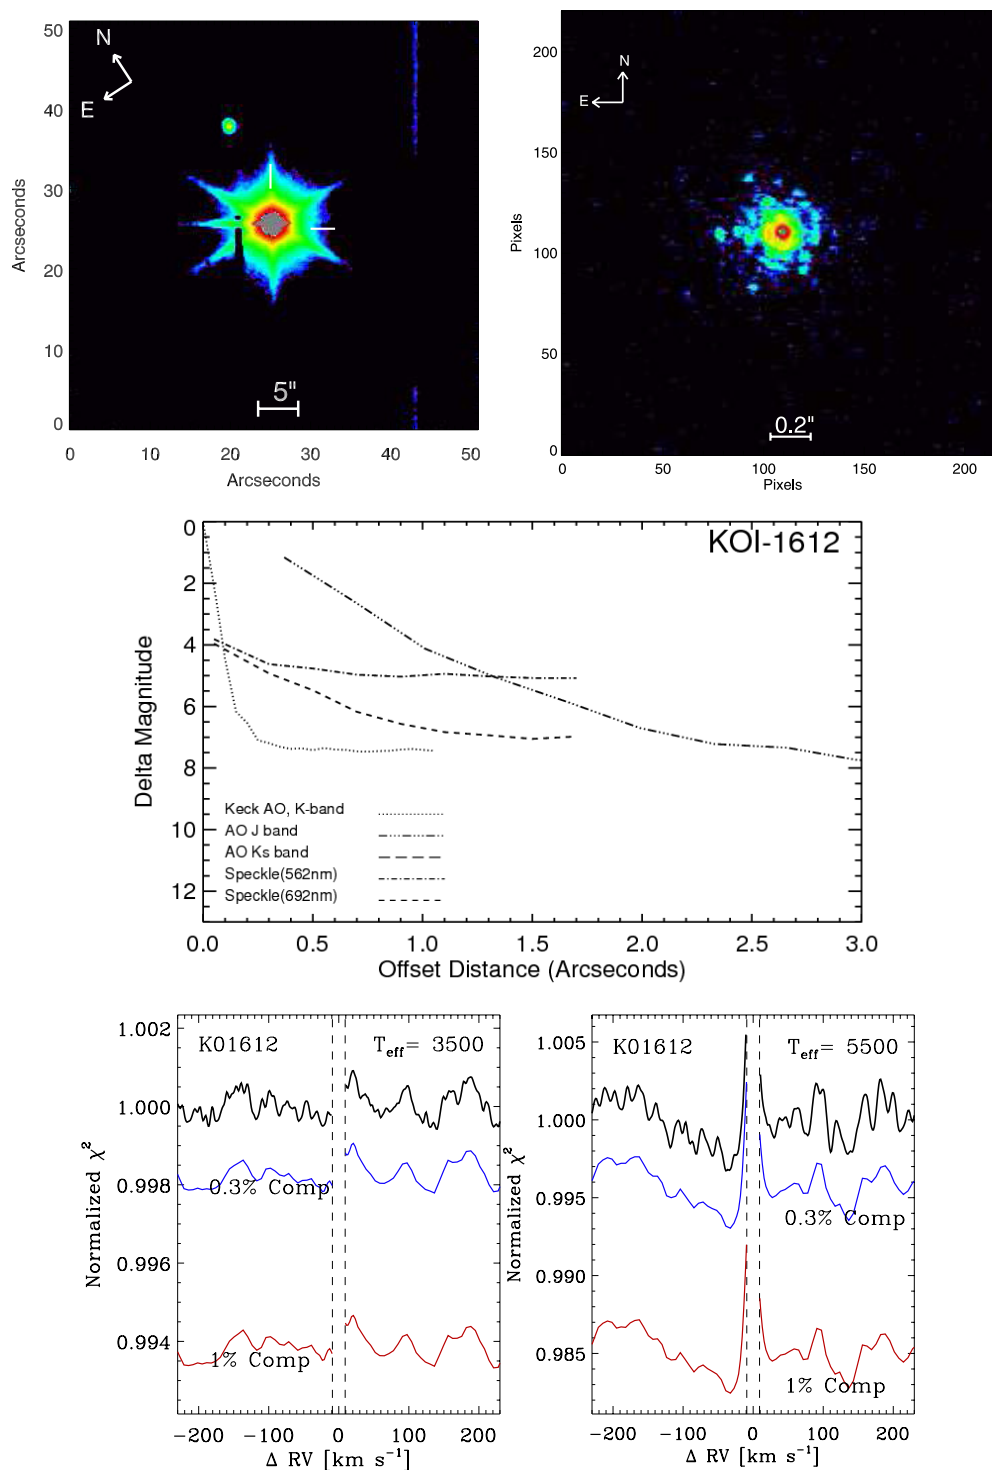 N
E
50
40
30
20
10
0
Arcseconds
5"
0 10 20 30 40 50
Arcseconds
N
E
200
150
100
50
0
Pixels
0.2"
0 50 100 150 200
Pixels
KOI-1612
0
2
4
6
8
10
12
Delta Magnitude
Keck AO, K-band
AO J band
AO Ks band
Speckle(562nm)
Speckle(692nm)
0.0 0.5 1.0 1.5 2.0 2.5 3.0
Offset Distance (Arcseconds)
K01612 Teff= 3500
1.002
1.000
0.998
0.996
0.994
Normalized χ²
0.3% Comp
1% Comp
−200 −100 0 100 200
Δ RV [km s⁻¹]
K01612 Teff= 5500
1.005
1.000
0.995
0.990
0.985
Normalized χ²
0.3% Comp
1% Comp
−200 −100 0 100 200
Δ RV [km s⁻¹]